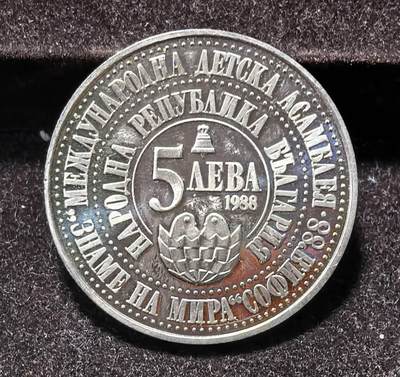 МЕЖДУНАРОДНА ДЕТСКА АСАМБЛЕЯ
"ЗНАМЕ НА МИРА" СОФИЯ'88
НАРОДНА РЕПУБЛИКА БЪЛГАРИЯ
5 ЛЕВА
1988